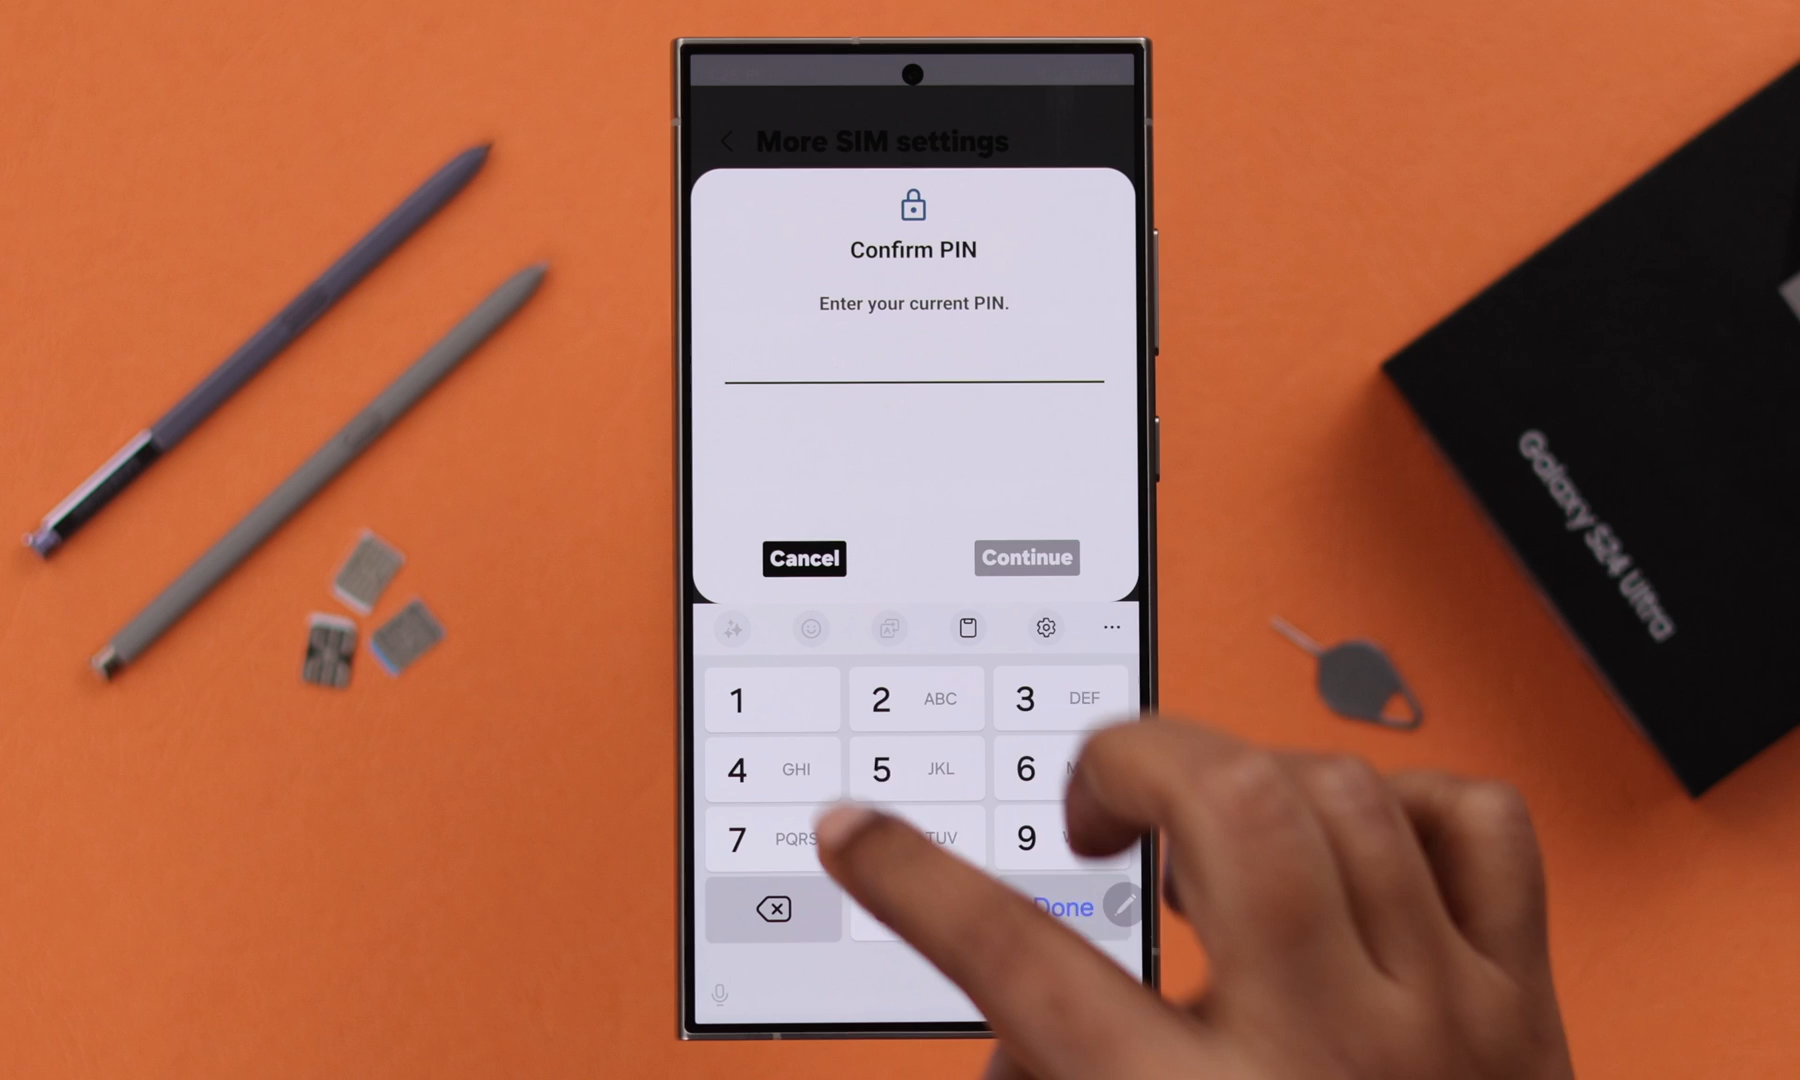 More SIM settings
Confirm PIN
Enter your current PIN.
Cancel
Continue
1
2 ABC
3 DEF
4 GHI
5 JKL
6
7 PQRS
TUV
9
Done
Galaxy S24 Ultra